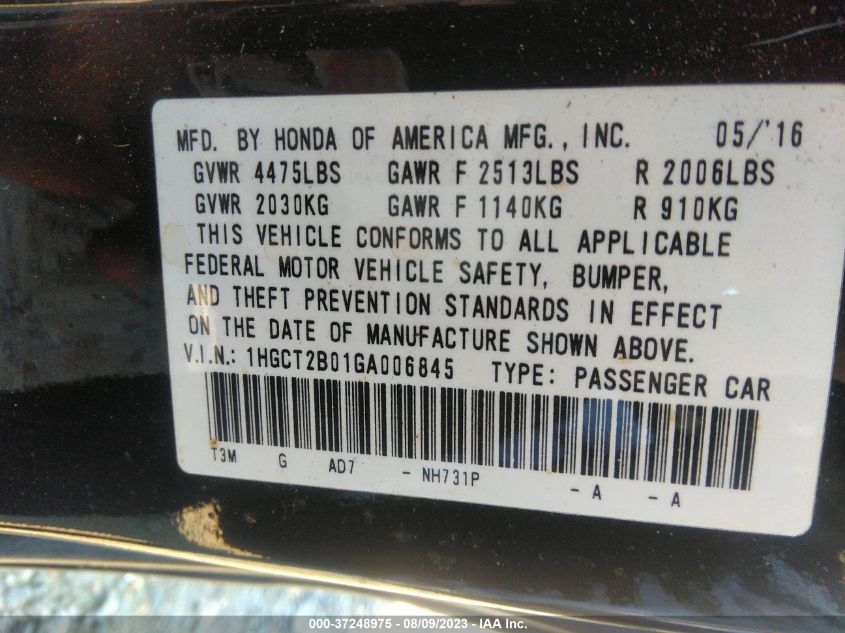 MFD. BY HONDA OF AMERICA MFG., INC. 05/'16
GVWR 4475LBS GAWR F 2513LBS R 2006LBS
GVWR 2030KG GAWR F 1140KG R 910KG
THIS VEHICLE CONFORMS TO ALL APPLICABLE
FEDERAL MOTOR VEHICLE SAFETY, BUMPER,
AND THEFT PREVENTION STANDARDS IN EFFECT
ON THE DATE OF MANUFACTURE SHOWN ABOVE.
V.I.N.: 1HGCT2B01GA006845 TYPE: PASSENGER CAR
T3M G AD7 - NH731P - A - A
000-37248975 - 08/09/2023 - IAA Inc.